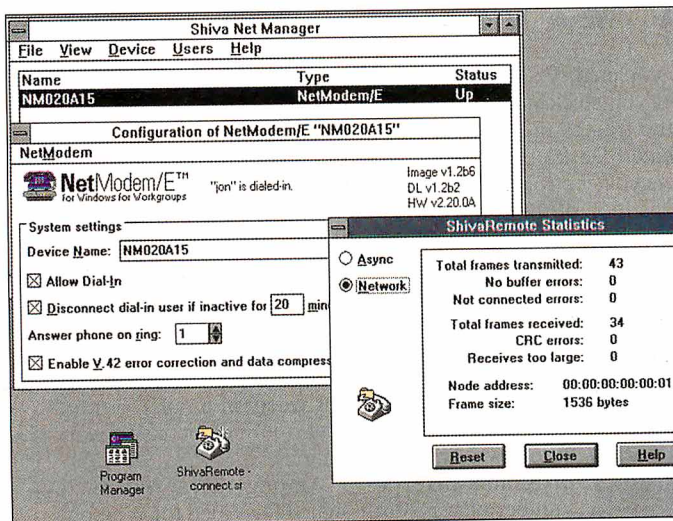 Shiva Net Manager
File View Device Users Help
Name Type Status
NM020A15 NetModem/E Up
Configuration of NetModem/E "NM020A15"
NetModem
NetModem/E™
for Windows for Workgroups
"jon" is dialed-in.
Image v1.2b6
DL v1.2b2
HW v2.20.0A
System settings
Device Name: NM020A15
Allow Dial-In
Disconnect dial-in user if inactive for 20 min
Answer phone on ring: 1
Enable V.42 error correction and data compress
ShivaRemote Statistics
Async
Network
Total frames transmitted: 43
No buffer errors: 0
Not connected errors: 0
Total frames received: 34
CRC errors: 0
Receives too large: 0
Node address: 00:00:00:00:00:01
Frame size: 1536 bytes
Reset Close Help
Program
Manager
ShivaRemote -
connect.sr